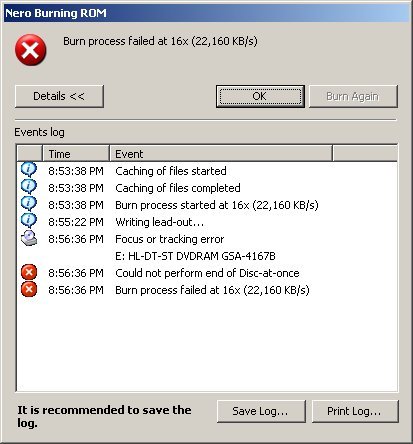 Nero Burning ROM
Burn process failed at 16x (22,160 KB/s)
Details <<
OK
Burn Again
Events log
Time Event
8:53:38 PM Caching of files started
8:53:38 PM Caching of files completed
8:53:38 PM Burn process started at 16x (22,160 KB/s)
8:55:22 PM Writing lead-out...
8:56:36 PM Focus or tracking error
E: HL-DT-ST DVDRAM GSA-4167B
8:56:36 PM Could not perform end of Disc-at-once
8:56:36 PM Burn process failed at 16x (22,160 KB/s)
It is recommended to save the
log.
Save Log...
Print Log...